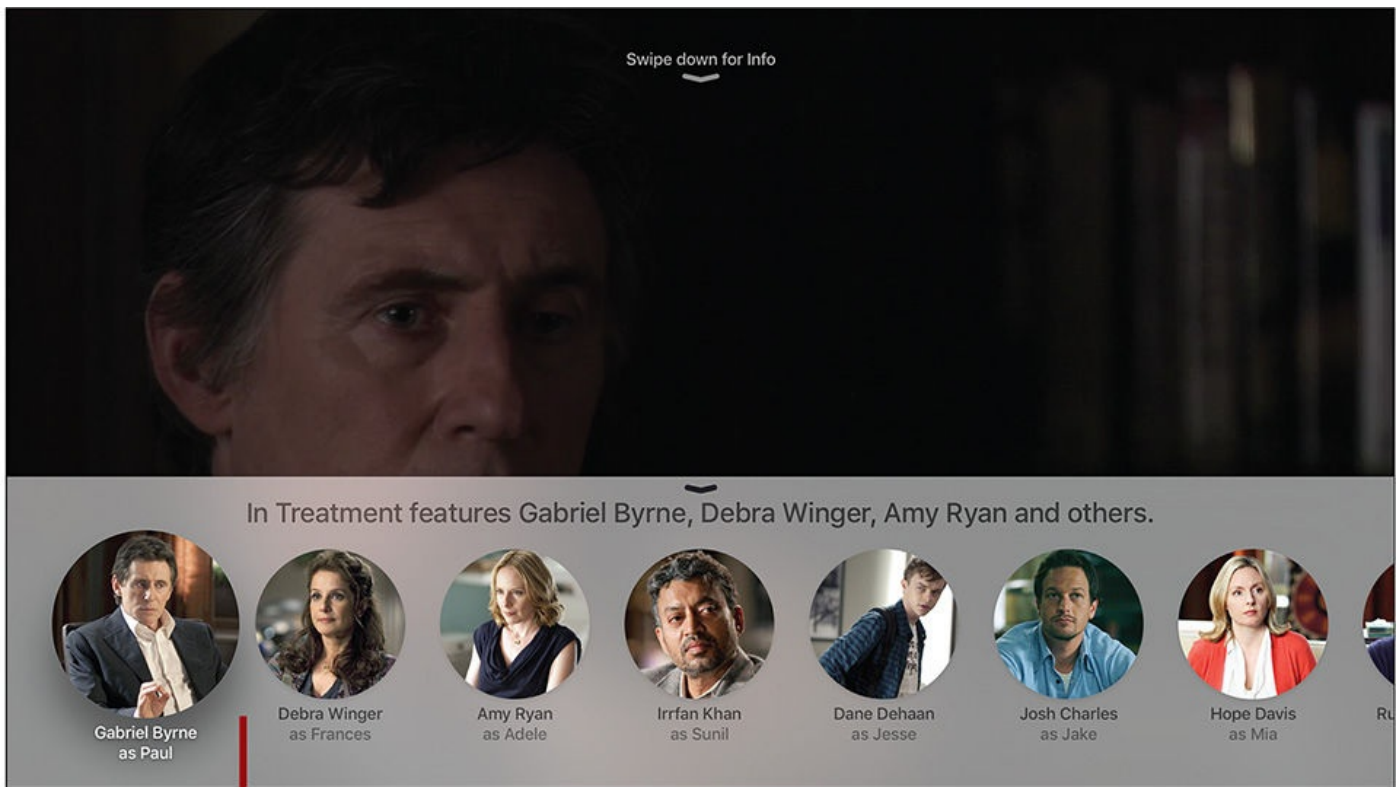 Swipe down for Info
In Treatment features Gabriel Byrne, Debra Winger, Amy Ryan and others.
Gabriel Byrne
as Paul
Debra Winger
as Frances
Amy Ryan
as Adele
Irrfan Khan
as Sunil
Dane Dehaan
as Jesse
Josh Charles
as Jake
Hope Davis
as Mia